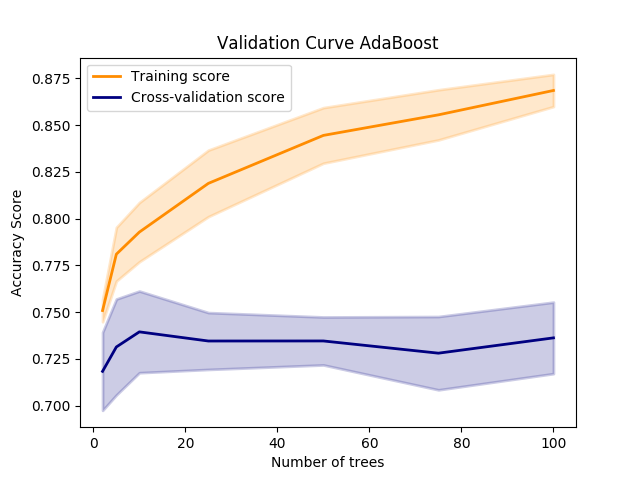 Validation Curve AdaBoost
Training score
Cross-validation score
0.875
0.850
0.825
0.800
0.775
0.750
0.725
0.700
Accuracy Score
0 20 40 60 80 100
Number of trees